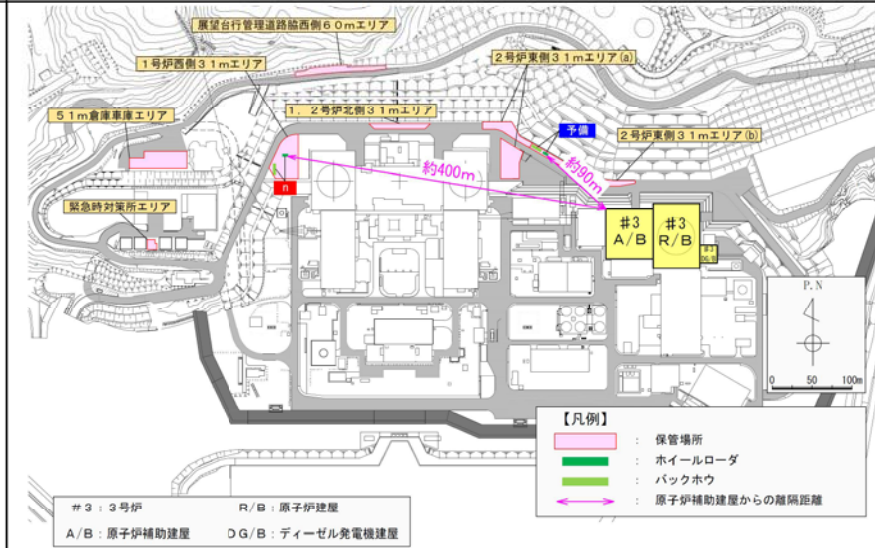 展望台行管理道路脇西側６０ｍエリア
１号炉西側３１ｍエリア
２号炉東側３１ｍエリア(a)
５１ｍ倉庫車庫エリア
１，２号炉北側３１ｍエリア
予備
２号炉東側３１ｍエリア(b)
約400m
約90m
n
緊急時対策所エリア
＃3
A/B
＃3
R/B
P.N
0 50 100m
【凡例】
： 保管場所
： ホイールローダ
： バックホウ
： 原子炉補助建屋からの離隔距離
＃３：３号炉 R/B：原子炉建屋
A/B：原子炉補助建屋 DG/B：ディーゼル発電機建屋